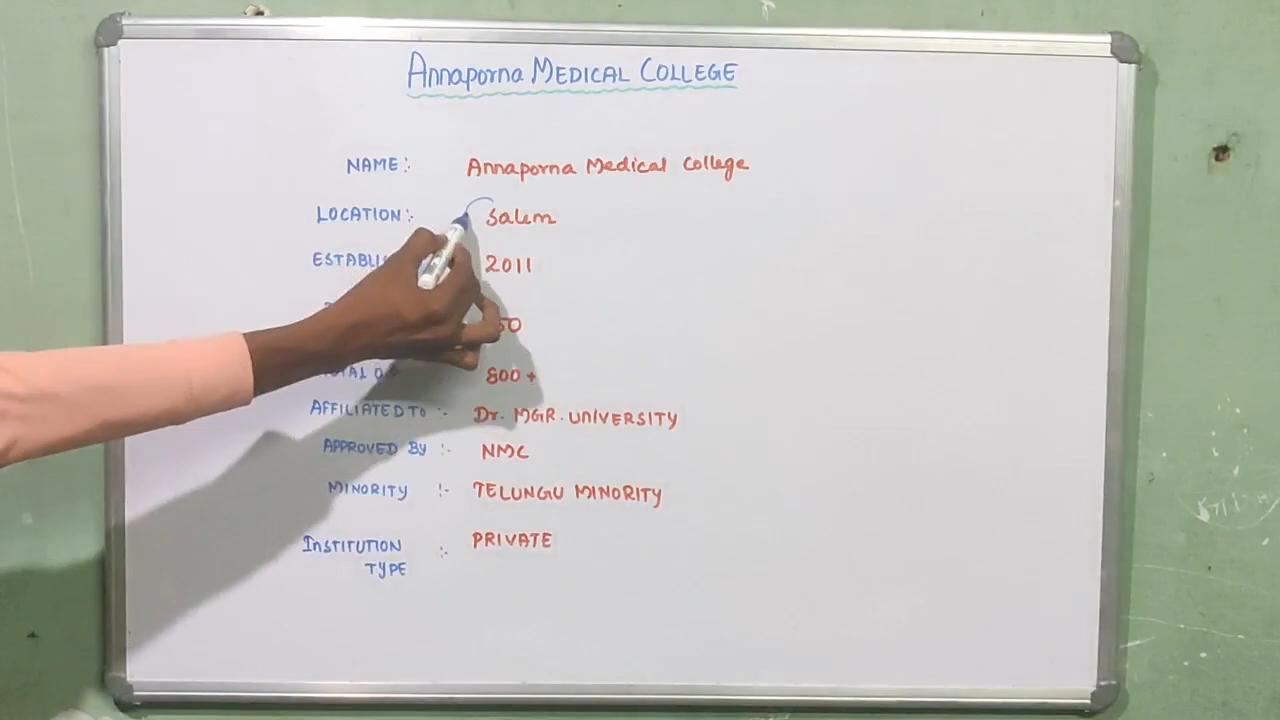 Annaporna MEDICAL COLLEGE
NAME :- Annaporna Medical College
LOCATION :- Salem
2011
800 +
AFFILIATED TO :- Dr. MGR. UNIVERSITY
APPROVED BY :- NMC
MINORITY :- TELUNGU MINORITY
INSTITUTION TYPE :- PRIVATE